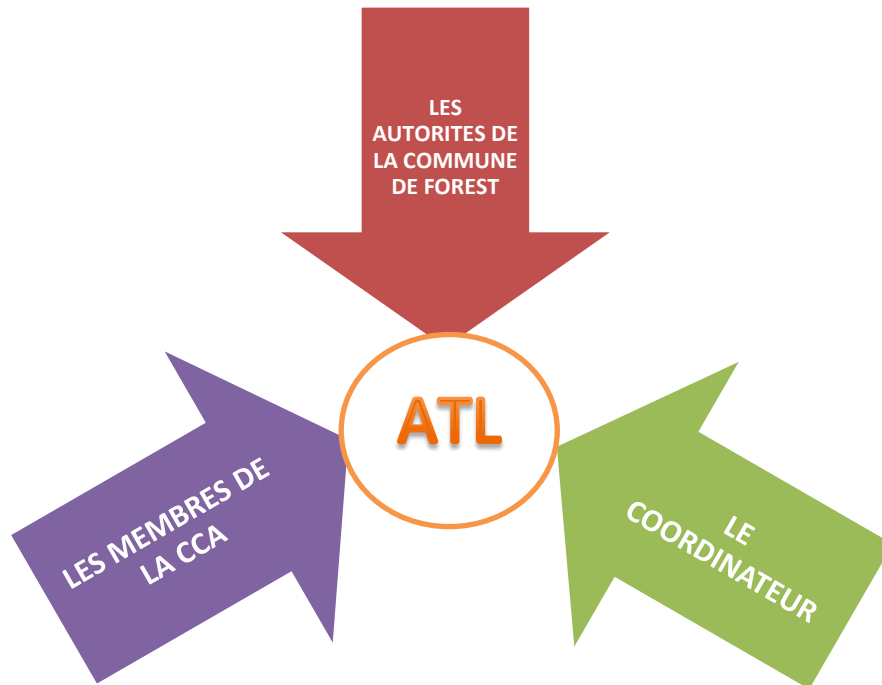 LES
AUTORITES DE
LA COMMUNE
DE FOREST
ATL
LES MEMBRES DE
LA CCA
LE
COORDINATEUR